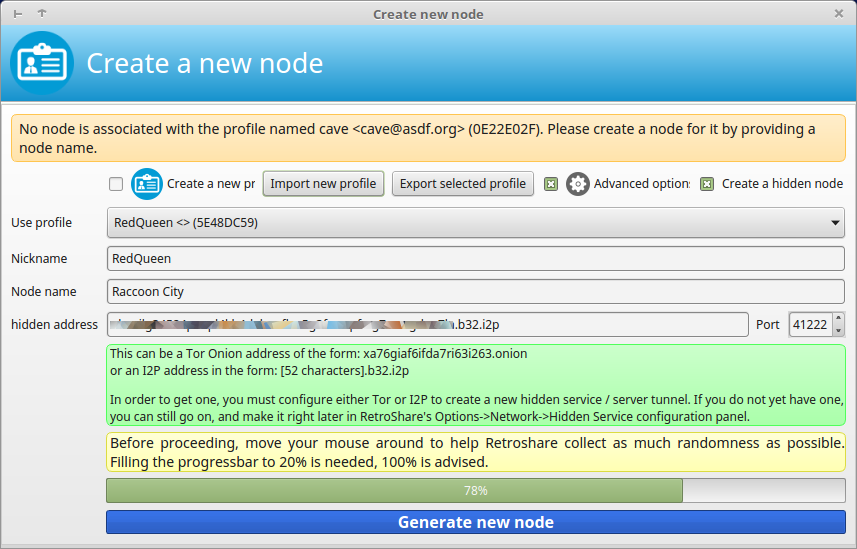 Create new node
Create a new node
No node is associated with the profile named cave <cave@asdf.org> (0E22E02F). Please create a node for it by providing a
node name.
Create a new pr
Import new profile
Export selected profile
Advanced option
Create a hidden node
Use profile
RedQueen <> (5E48DC59)
Nickname
RedQueen
Node name
Raccoon City
hidden address
.b32.i2p
Port
41222
This can be a Tor Onion address of the form: xa76giaf6ifda7ri63i263.onion
or an I2P address in the form: [52 characters].b32.i2p
In order to get one, you must configure either Tor or I2P to create a new hidden service / server tunnel. If you do not yet have one,
you can still go on, and make it right later in RetroShare's Options->Network->Hidden Service configuration panel.
Before proceeding, move your mouse around to help Retroshare collect as much randomness as possible.
Filling the progressbar to 20% is needed, 100% is advised.
78%
Generate new node